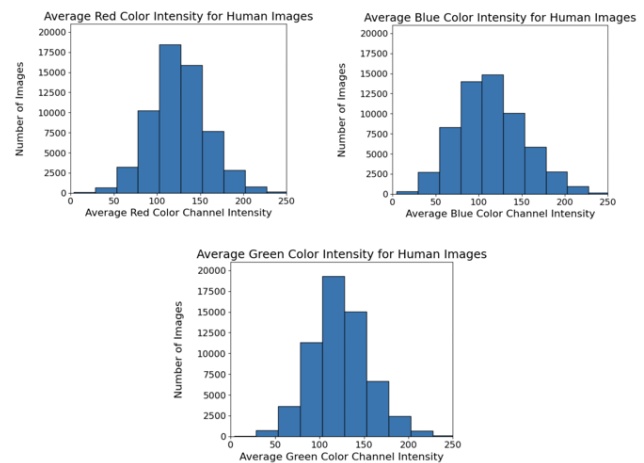 Average Red Color Intensity for Human Images
20000
17500
15000
12500
10000
7500
5000
2500
0
Number of Images
0 50 100 150 200 250
Average Red Color Channel Intensity
Average Blue Color Intensity for Human Images
20000
17500
15000
12500
10000
7500
5000
2500
0
Number of Images
0 50 100 150 200 250
Average Blue Color Channel Intensity
Average Green Color Intensity for Human Images
20000
17500
15000
12500
10000
7500
5000
2500
0
Number of Images
0 50 100 150 200 250
Average Green Color Channel Intensity